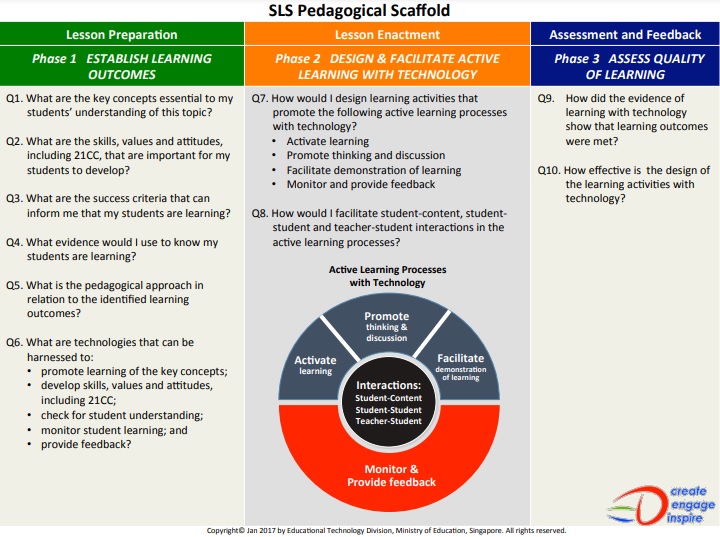 SLS Pedagogical Scaffold
Lesson Preparation
Phase 1 ESTABLISH LEARNING
OUTCOMES
Q1. What are the key concepts essential to my
students’ understanding of this topic?
Q2. What are the skills, values and attitudes,
including 21CC, that are important for my
students to develop?
Q3. What are the success criteria that can
inform me that my students are learning?
Q4. What evidence would I use to know my
students are learning?
Q5. What is the pedagogical approach in
relation to the identified learning
outcomes?
Q6. What are technologies that can be
harnessed to:
• promote learning of the key concepts;
• develop skills, values and attitudes,
including 21CC;
• check for student understanding;
• monitor student learning; and
• provide feedback?
Lesson Enactment
Phase 2 DESIGN & FACILITATE ACTIVE
LEARNING WITH TECHNOLOGY
Q7. How would I design learning activities that
promote the following active learning processes
with technology?
• Activate learning
• Promote thinking and discussion
• Facilitate demonstration of learning
• Monitor and provide feedback
Q8. How would I facilitate student-content, student-
student and teacher-student interactions in the
active learning processes?
Active Learning Processes
with Technology
Promote
thinking &
discussion
Activate
learning
Facilitate
demonstration
of learning
Interactions:
Student-Content
Student-Student
Teacher-Student
Monitor &
Provide feedback
Assessment and Feedback
Phase 3 ASSESS QUALITY
OF LEARNING
Q9. How did the evidence of
learning with technology
show that learning outcomes
were met?
Q10. How effective is the design of
the learning activities with
technology?
create
engage
inspire
Copyright© Jan 2017 by Educational Technology Division, Ministry of Education, Singapore. All rights reserved.